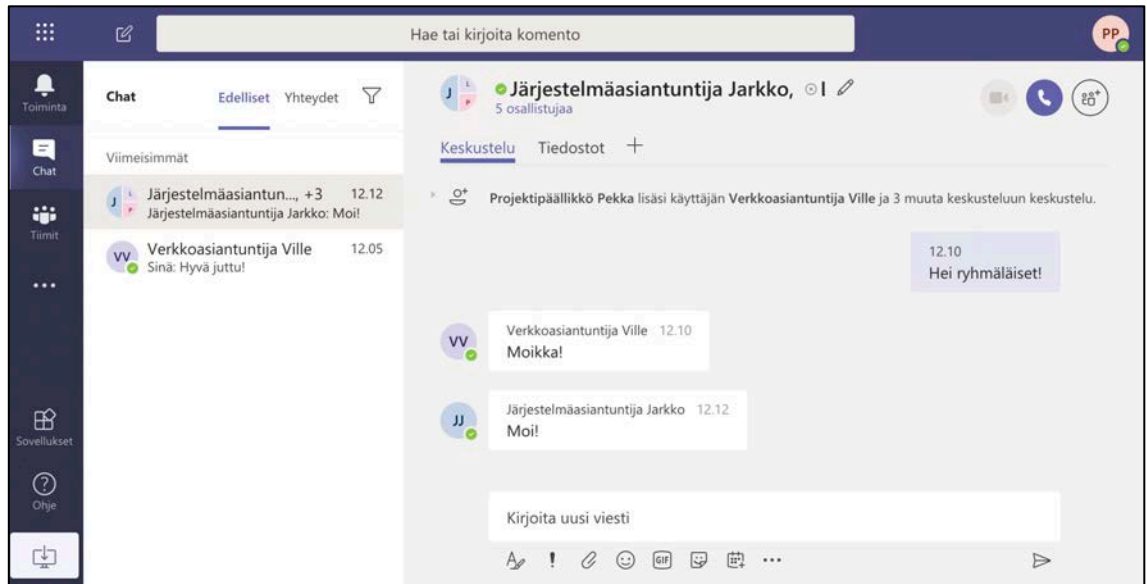 Hae tai kirjoita komento
PP
Toiminta
Chat
Tiimit
Sovellukset
Ohje
Chat
Edelliset Yhteydet
Viimeisimmät
J L P
Järjestelmäasiantun..., +3 12.12
Järjestelmäasiantuntija Jarkko: Moi!
VV
Verkkoasiantuntija Ville 12.05
Sinä: Hyvä juttu!
J L P
Järjestelmäasiantuntija Jarkko,
5 osallistujaa
Keskustelu Tiedostot
Projektipäällikkö Pekka lisäsi käyttäjän Verkkoasiantuntija Ville ja 3 muuta keskusteluun keskustelu.
12.10
Hei ryhmäläiset!
VV
Verkkoasiantuntija Ville 12.10
Moikka!
JJ
Järjestelmäasiantuntija Jarkko 12.12
Moi!
Kirjoita uusi viesti
GIF